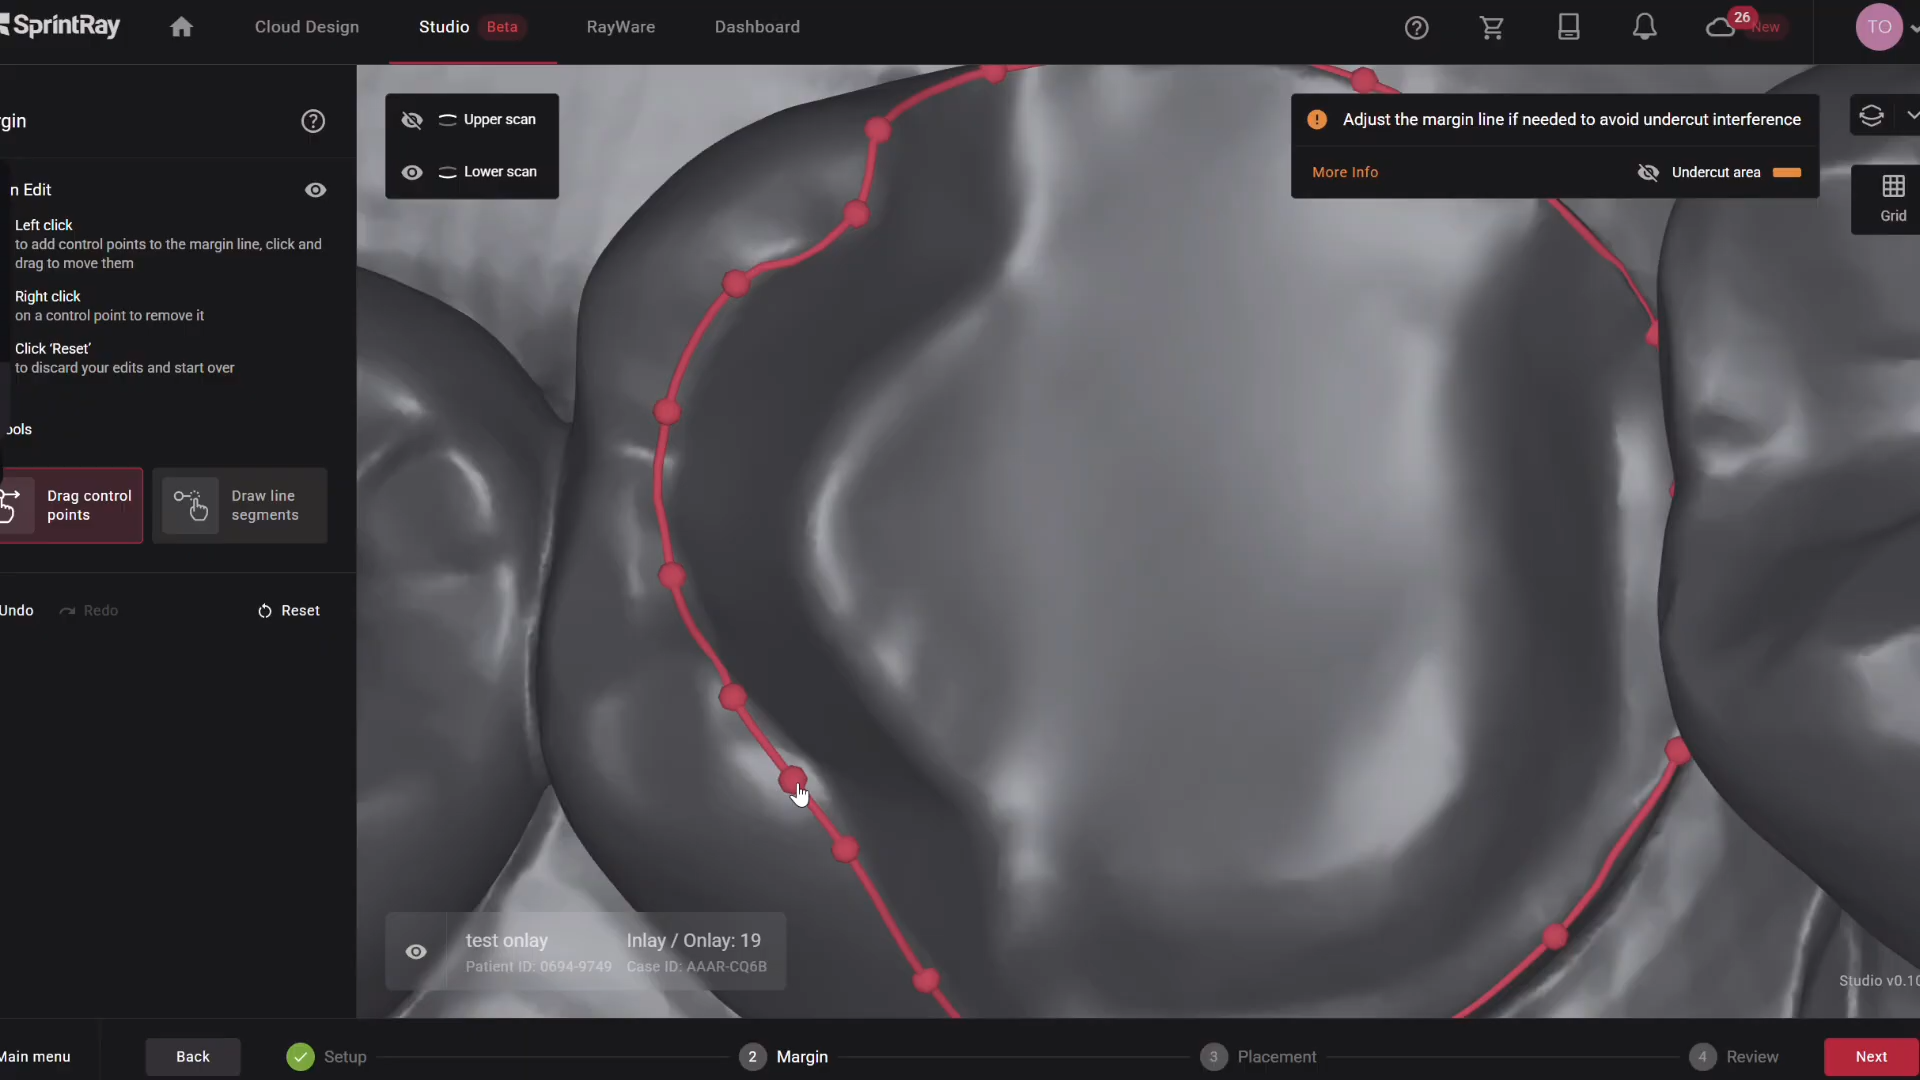 SprintRay
Cloud Design
Studio
Beta
RayWare
Dashboard
26
New
TO
gin
n Edit
Left click
to add control points to the margin line, click and
drag to move them
Right click
on a control point to remove it
Click ‘Reset’
to discard your edits and start over
ools
Drag control
points
Draw line
segments
Undo
Redo
Reset
Upper scan
Lower scan
Adjust the margin line if needed to avoid undercut interference
More Info
Undercut area
Grid
test onlay
Inlay / Onlay: 19
Patient ID: 0694-9749
Case ID: AAAR-CQ6B
Studio v0.10
Main menu
Back
Setup
2
Margin
3
Placement
4
Review
Next